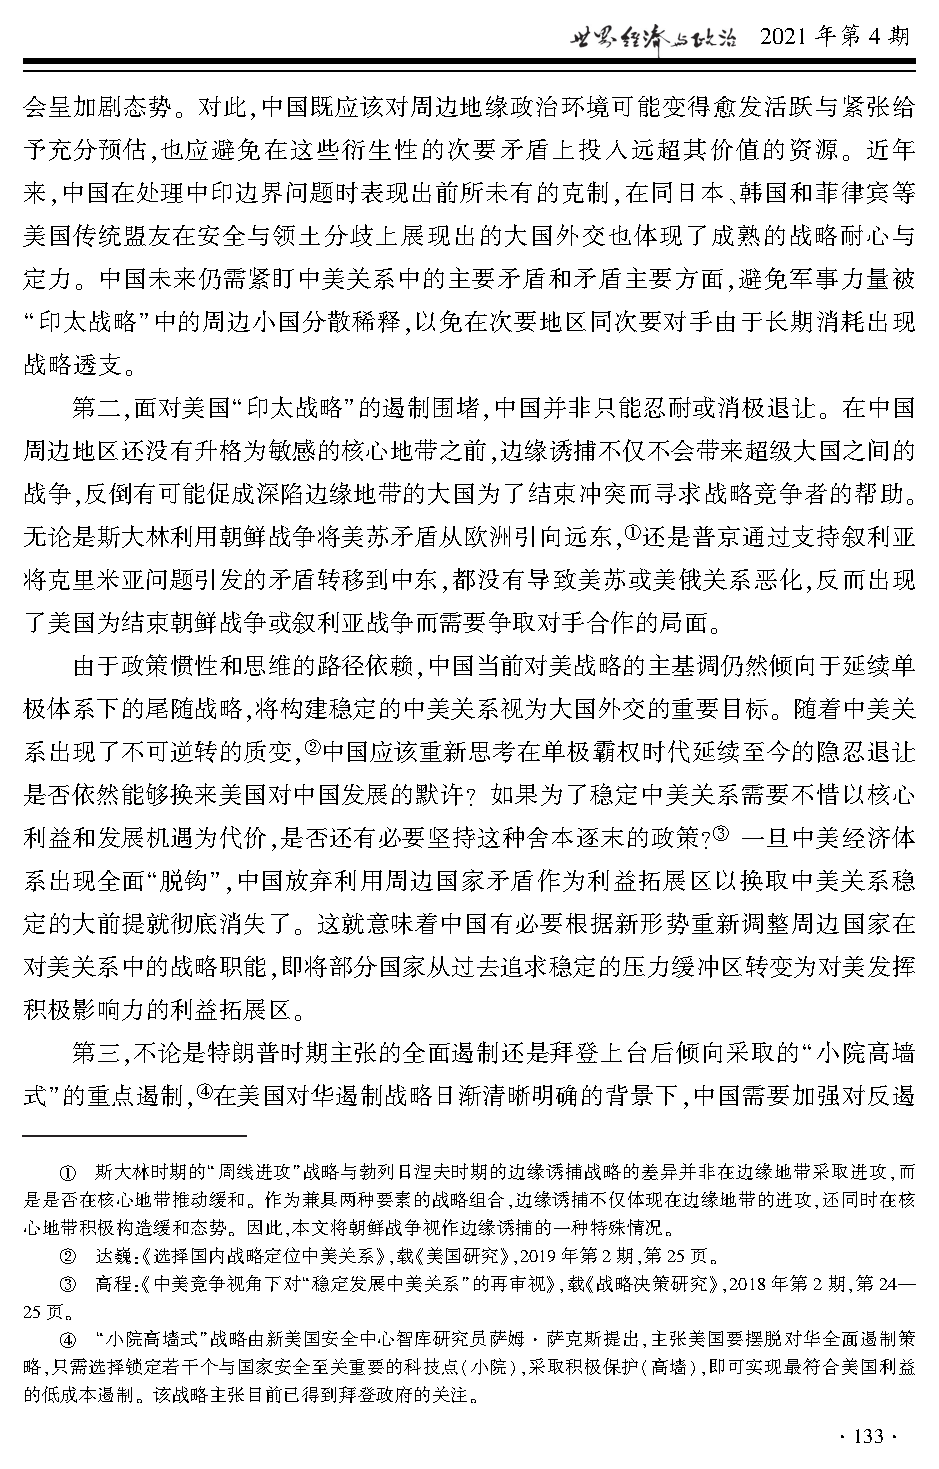 世界经济与政治 2021年第4期
会呈加剧态势。对此,中国既应该对周边地缘政治环境可能变得愈发活跃与紧张给
予充分预估,也应避免在这些衍生性的次要矛盾上投入远超其价值的资源。近年
来,中国在处理中印边界问题时表现出前所未有的克制,在同日本、韩国和菲律宾等
美国传统盟友在安全与领土分歧上展现出的大国外交也体现了成熟的战略耐心与
定力。中国未来仍需紧盯中美关系中的主要矛盾和矛盾主要方面,避免军事力量被
“印太战略”中的周边小国分散稀释,以免在次要地区同次要对手由于长期消耗出现
战略透支。
第二,面对美国“印太战略”的遏制围堵,中国并非只能忍耐或消极退让。在中国
周边地区还没有升格为敏感的核心地带之前,边缘诱捕不仅不会带来超级大国之间的
战争,反倒有可能促成深陷边缘地带的大国为了结束冲突而寻求战略竞争者的帮助。
无论是斯大林利用朝鲜战争将美苏矛盾从欧洲引向远东,①还是普京通过支持叙利亚
将克里米亚问题引发的矛盾转移到中东,都没有导致美苏或美俄关系恶化,反而出现
了美国为结束朝鲜战争或叙利亚战争而需要争取对手合作的局面。
由于政策惯性和思维的路径依赖,中国当前对美战略的主基调仍然倾向于延续单
极体系下的尾随战略,将构建稳定的中美关系视为大国外交的重要目标。随着中美关
系出现了不可逆转的质变,②中国应该重新思考在单极霸权时代延续至今的隐忍退让
是否依然能够换来美国对中国发展的默许？如果为了稳定中美关系需要不惜以核心
利益和发展机遇为代价,是否还有必要坚持这种舍本逐末的政策?③ 一旦中美经济体
系出现全面“脱钩”,中国放弃利用周边国家矛盾作为利益拓展区以换取中美关系稳
定的大前提就彻底消失了。这就意味着中国有必要根据新形势重新调整周边国家在
对美关系中的战略职能,即将部分国家从过去追求稳定的压力缓冲区转变为对美发挥
积极影响力的利益拓展区。
第三,不论是特朗普时期主张的全面遏制还是拜登上台后倾向采取的“小院高墙
式”的重点遏制,④在美国对华遏制战略日渐清晰明确的背景下,中国需要加强对反遏
① 斯大林时期的“周线进攻”战略与勃列日涅夫时期的边缘诱捕战略的差异并非在边缘地带采取进攻,而
是是否在核心地带推动缓和。作为兼具两种要素的战略组合,边缘诱捕不仅体现在边缘地带的进攻,还同时在核
心地带积极构造缓和态势。因此,本文将朝鲜战争视作边缘诱捕的一种特殊情况。
② 达巍:《选择国内战略定位中美关系》,载《美国研究》,2019年第2期,第25页。
③ 高程:《中美竞争视角下对“稳定发展中美关系”的再审视》,载《战略决策研究》,2018年第2期,第24—
25页。
④ “小院高墙式”战略由新美国安全中心智库研究员萨姆·萨克斯提出,主张美国要摆脱对华全面遏制策
略,只需选择锁定若干个与国家安全至关重要的科技点(小院),采取积极保护(高墙),即可实现最符合美国利益
的低成本遏制。该战略主张目前已得到拜登政府的关注。
·133·